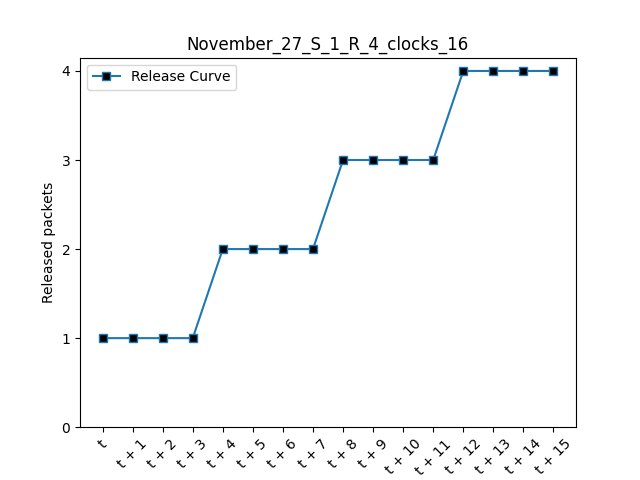 November_27_S_1_R_4_clocks_16
Release Curve
Released packets
4
3
2
1
0
t
t + 1
t + 2
t + 3
t + 4
t + 5
t + 6
t + 7
t + 8
t + 9
t + 10
t + 11
t + 12
t + 13
t + 14
t + 15